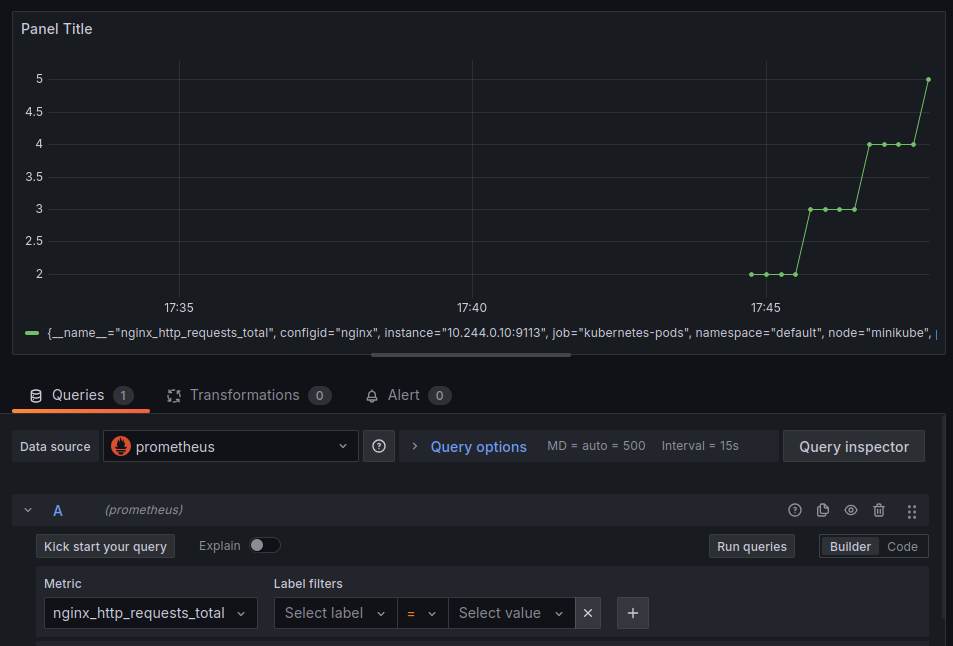 Panel Title
5
4.5
4
3.5
3
2.5
2
17:35 17:40 17:45
{__name__="nginx_http_requests_total", configid="nginx", instance="10.244.0.10:9113", job="kubernetes-pods", namespace="default", node="minikube",
Queries 1 Transformations 0 Alert 0
Data source prometheus Query options MD = auto = 500 Interval = 15s Query inspector
A (prometheus)
Kick start your query Explain Run queries Builder Code
Metric Label filters
nginx_http_requests_total Select label = Select value